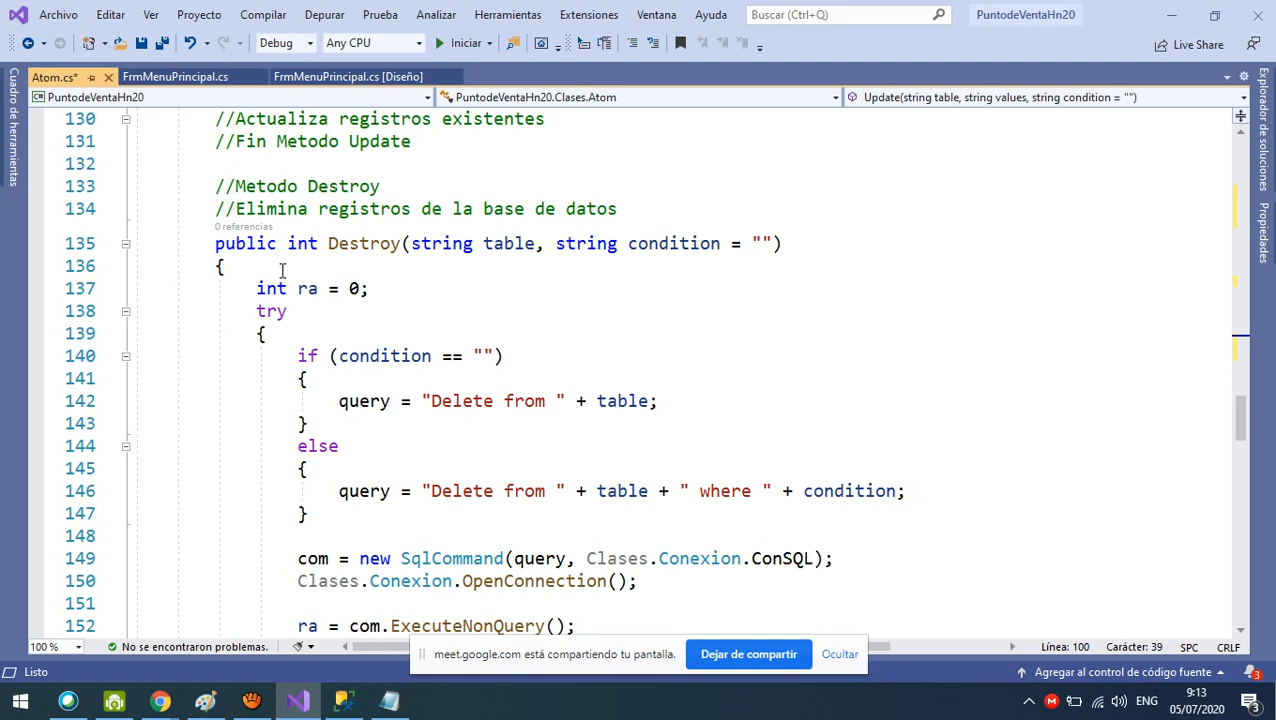 Archivo Editar Ver Proyecto Compilar Depurar Prueba Analizar Herramientas Extensiones Ventana Ayuda Buscar (Ctrl+Q) PuntodeVentaHn20
Debug Any CPU Iniciar Live Share
Atom.cs* FrmMenuPrincipal.cs FrmMenuPrincipal.cs [Diseño]
PuntodeVentaHn20 PuntodeVentaHn20.Clases.Atom Update(string table, string values, string condition = "")
Cuadro de herramientas
Explorador de soluciones
Propiedades
130 //Actualiza registros existentes
131 //Fin Metodo Update
132
133 //Metodo Destroy
134 //Elimina registros de la base de datos
0 referencias
135 public int Destroy(string table, string condition = "")
136 {
137 int ra = 0;
138 try
139 {
140 if (condition == "")
141 {
142 query = "Delete from " + table;
143 }
144 else
145 {
146 query = "Delete from " + table + " where " + condition;
147 }
148
149 com = new SqlCommand(query, Clases.Conexion.ConSQL);
150 Clases.Conexion.OpenConnection();
151
152 ra = com.ExecuteNonQuery();
100 % No se encontraron problemas. Línea: 100 Carácter: 39 SPC CRLF
meet.google.com está compartiendo tu pantalla. Dejar de compartir Ocultar
Listo Agregar al control de código fuente 3
ENG 9:13
05/07/2020 3